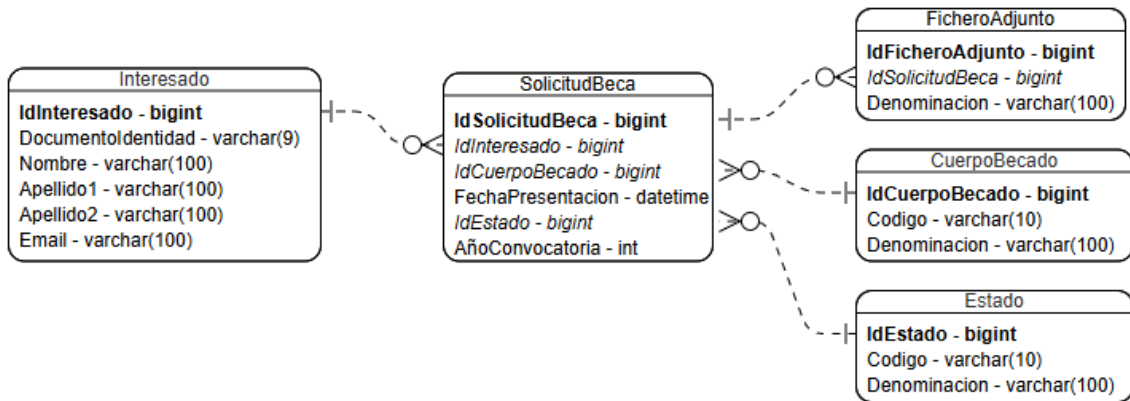 Interesado
IdInteresado - bigint
DocumentoIdentidad - varchar(9)
Nombre - varchar(100)
Apellido1 - varchar(100)
Apellido2 - varchar(100)
Email - varchar(100)
SolicitudBeca
IdSolicitudBeca - bigint
IdInteresado - bigint
IdCuerpoBecado - bigint
FechaPresentacion - datetime
IdEstado - bigint
AñoConvocatoria - int
FicheroAdjunto
IdFicheroAdjunto - bigint
IdSolicitudBeca - bigint
Denominacion - varchar(100)
CuerpoBecado
IdCuerpoBecado - bigint
Codigo - varchar(10)
Denominacion - varchar(100)
Estado
IdEstado - bigint
Codigo - varchar(10)
Denominacion - varchar(100)